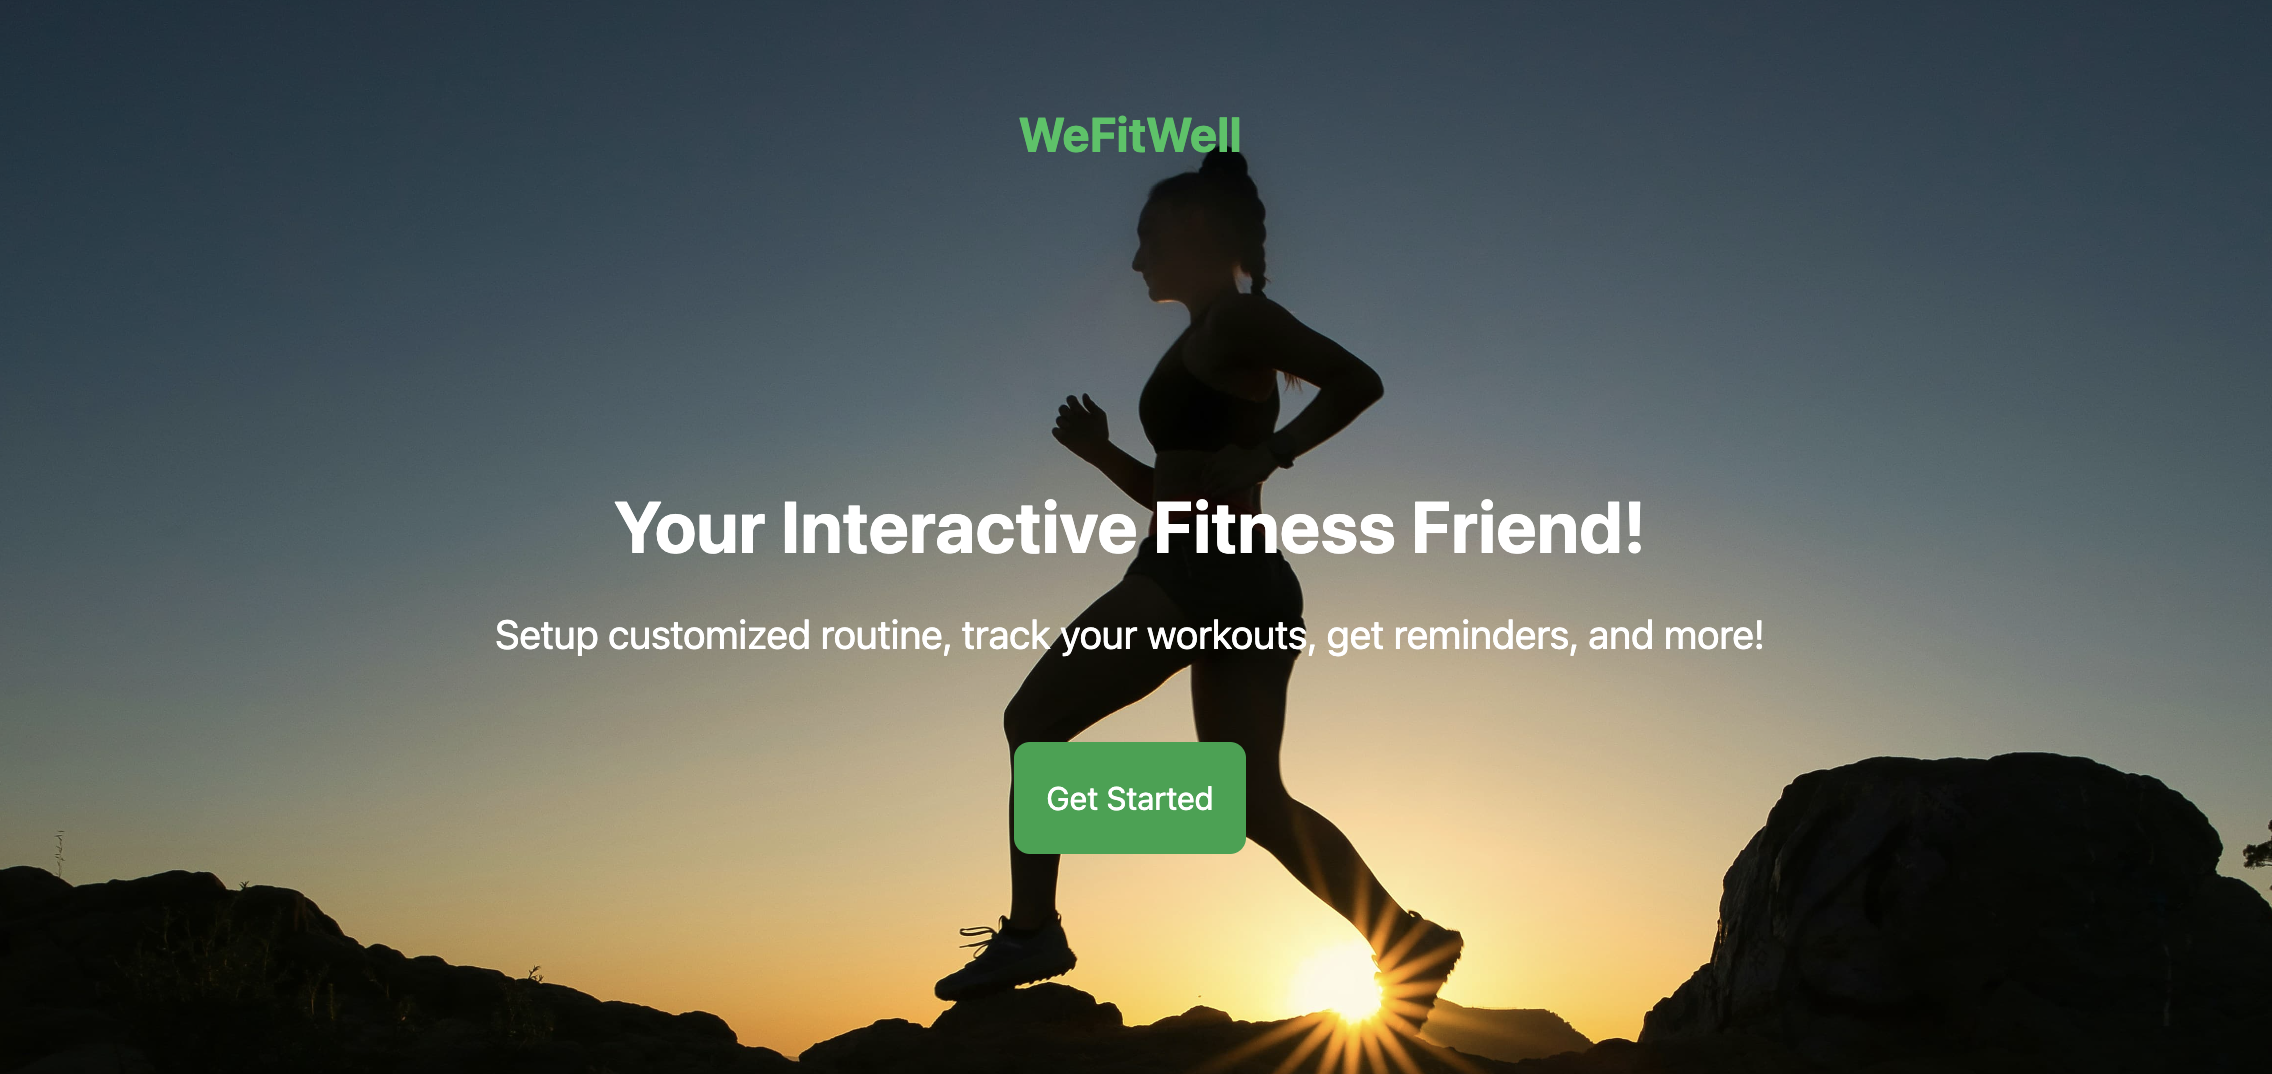 WeFitWell
Your Interactive Fitness Friend!
Setup customized routine, track your workouts, get reminders, and more!
Get Started